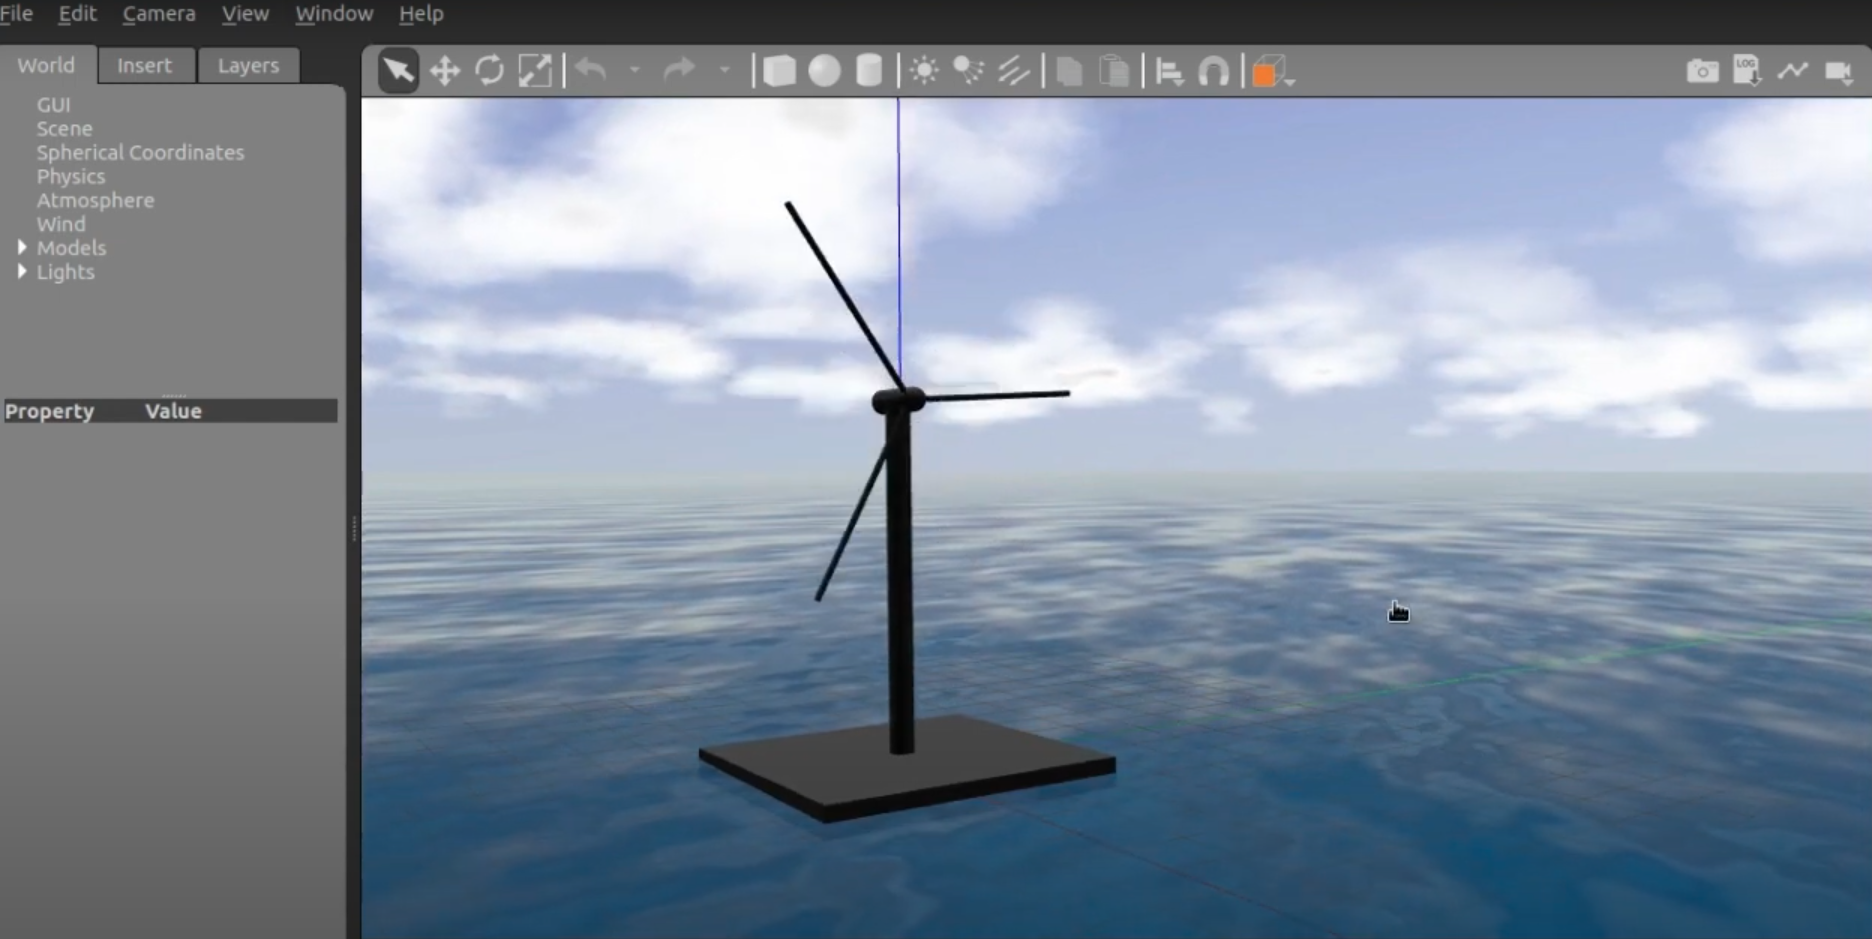 File Edit Camera View Window Help
World Insert Layers
LOG
GUI
Scene
Spherical Coordinates
Physics
Atmosphere
Wind
Models
Lights
Property Value